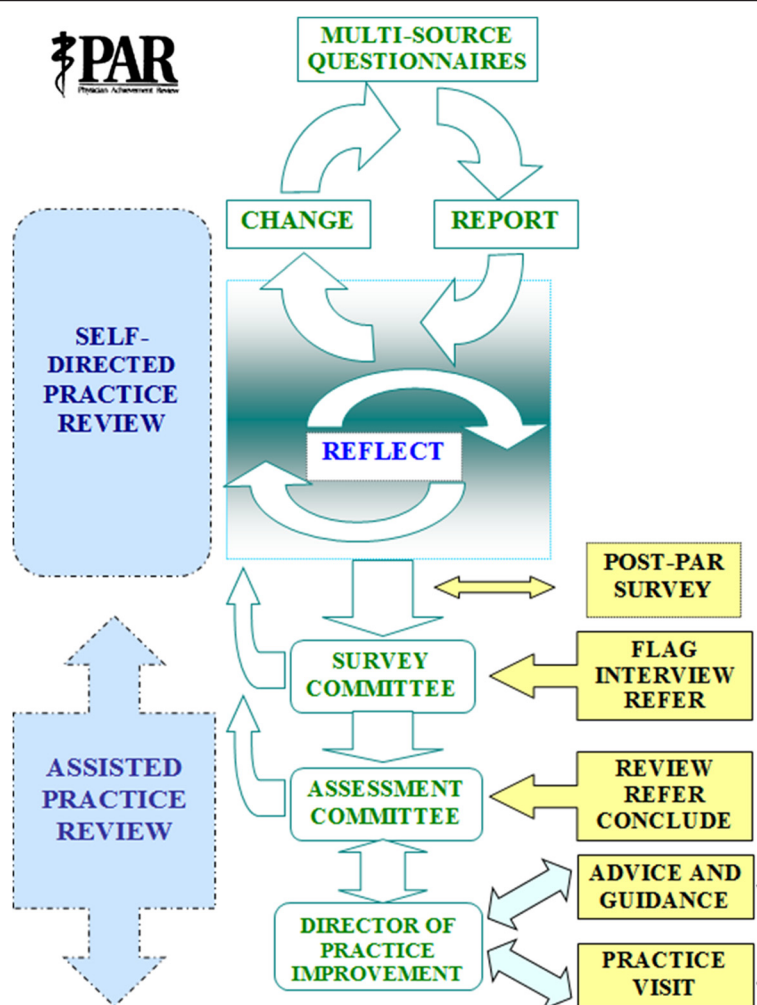 PAR
Physician Achievement Review
MULTI-SOURCE
QUESTIONNAIRES
CHANGE
REPORT
SELF-
DIRECTED
PRACTICE
REVIEW
REFLECT
POST-PAR
SURVEY
SURVEY
COMMITTEE
FLAG
INTERVIEW
REFER
ASSISTED
PRACTICE
REVIEW
ASSESSMENT
COMMITTEE
REVIEW
REFER
CONCLUDE
ADVICE AND
GUIDANCE
DIRECTOR OF
PRACTICE
IMPROVEMENT
PRACTICE
VISIT